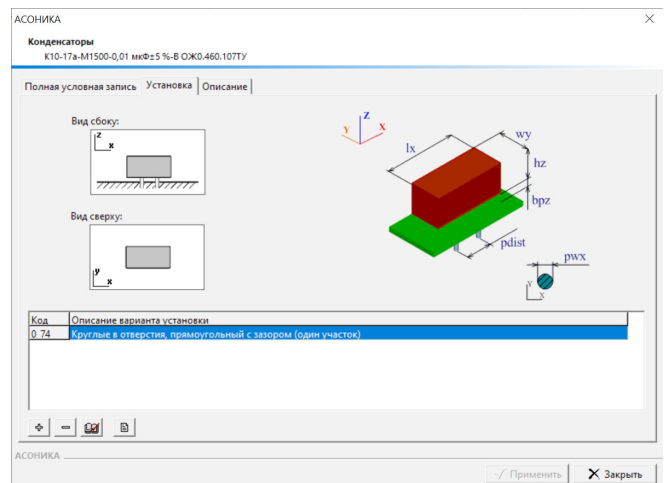 АСОНИКА
Конденсаторы
К10-17а-М1500-0,01 мкФ±5 %-В ОЖ0.460.107ТУ
Полная условная запись Установка Описание
Вид сбоку:
z
x
Вид сверху:
y
x
Z
Y X
lx
wy
hz
bpz
pdist
pwx
Y
X
Код Описание варианта установки
0 74 Круглые в отверстия, прямоугольный с зазором (один участок)
АСОНИКА
Применить Закрыть